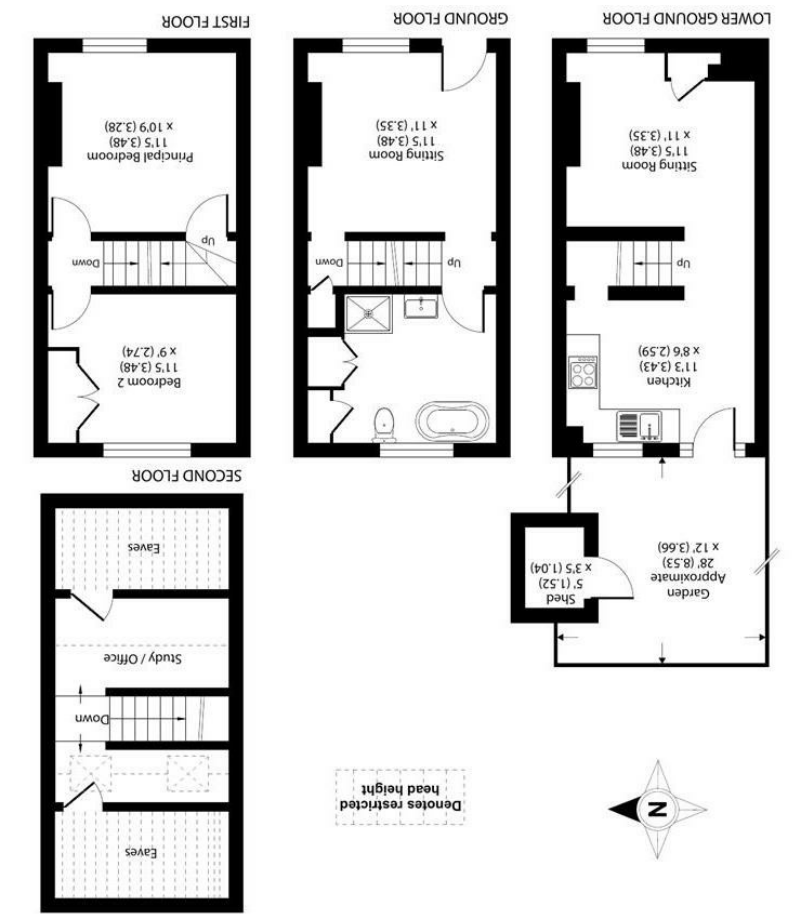 N
Denotes restricted
head height
Garden
Approximate
28' (8.53)
x 12' (3.66)
Shed
5' (1.52)
x 3'5 (1.04)
Kitchen
11'3 (3.43)
x 8'6 (2.59)
Up
Sitting Room
11'5 (3.48)
x 11' (3.35)
LOWER GROUND FLOOR
Up
Down
Sitting Room
11'5 (3.48)
x 11' (3.35)
GROUND FLOOR
Eaves
Down
Study / Office
Eaves
SECOND FLOOR
Bedroom 2
11'5 (3.48)
x 9' (2.74)
Up
Down
Principal Bedroom
11'5 (3.48)
x 10'9 (3.28)
FIRST FLOOR